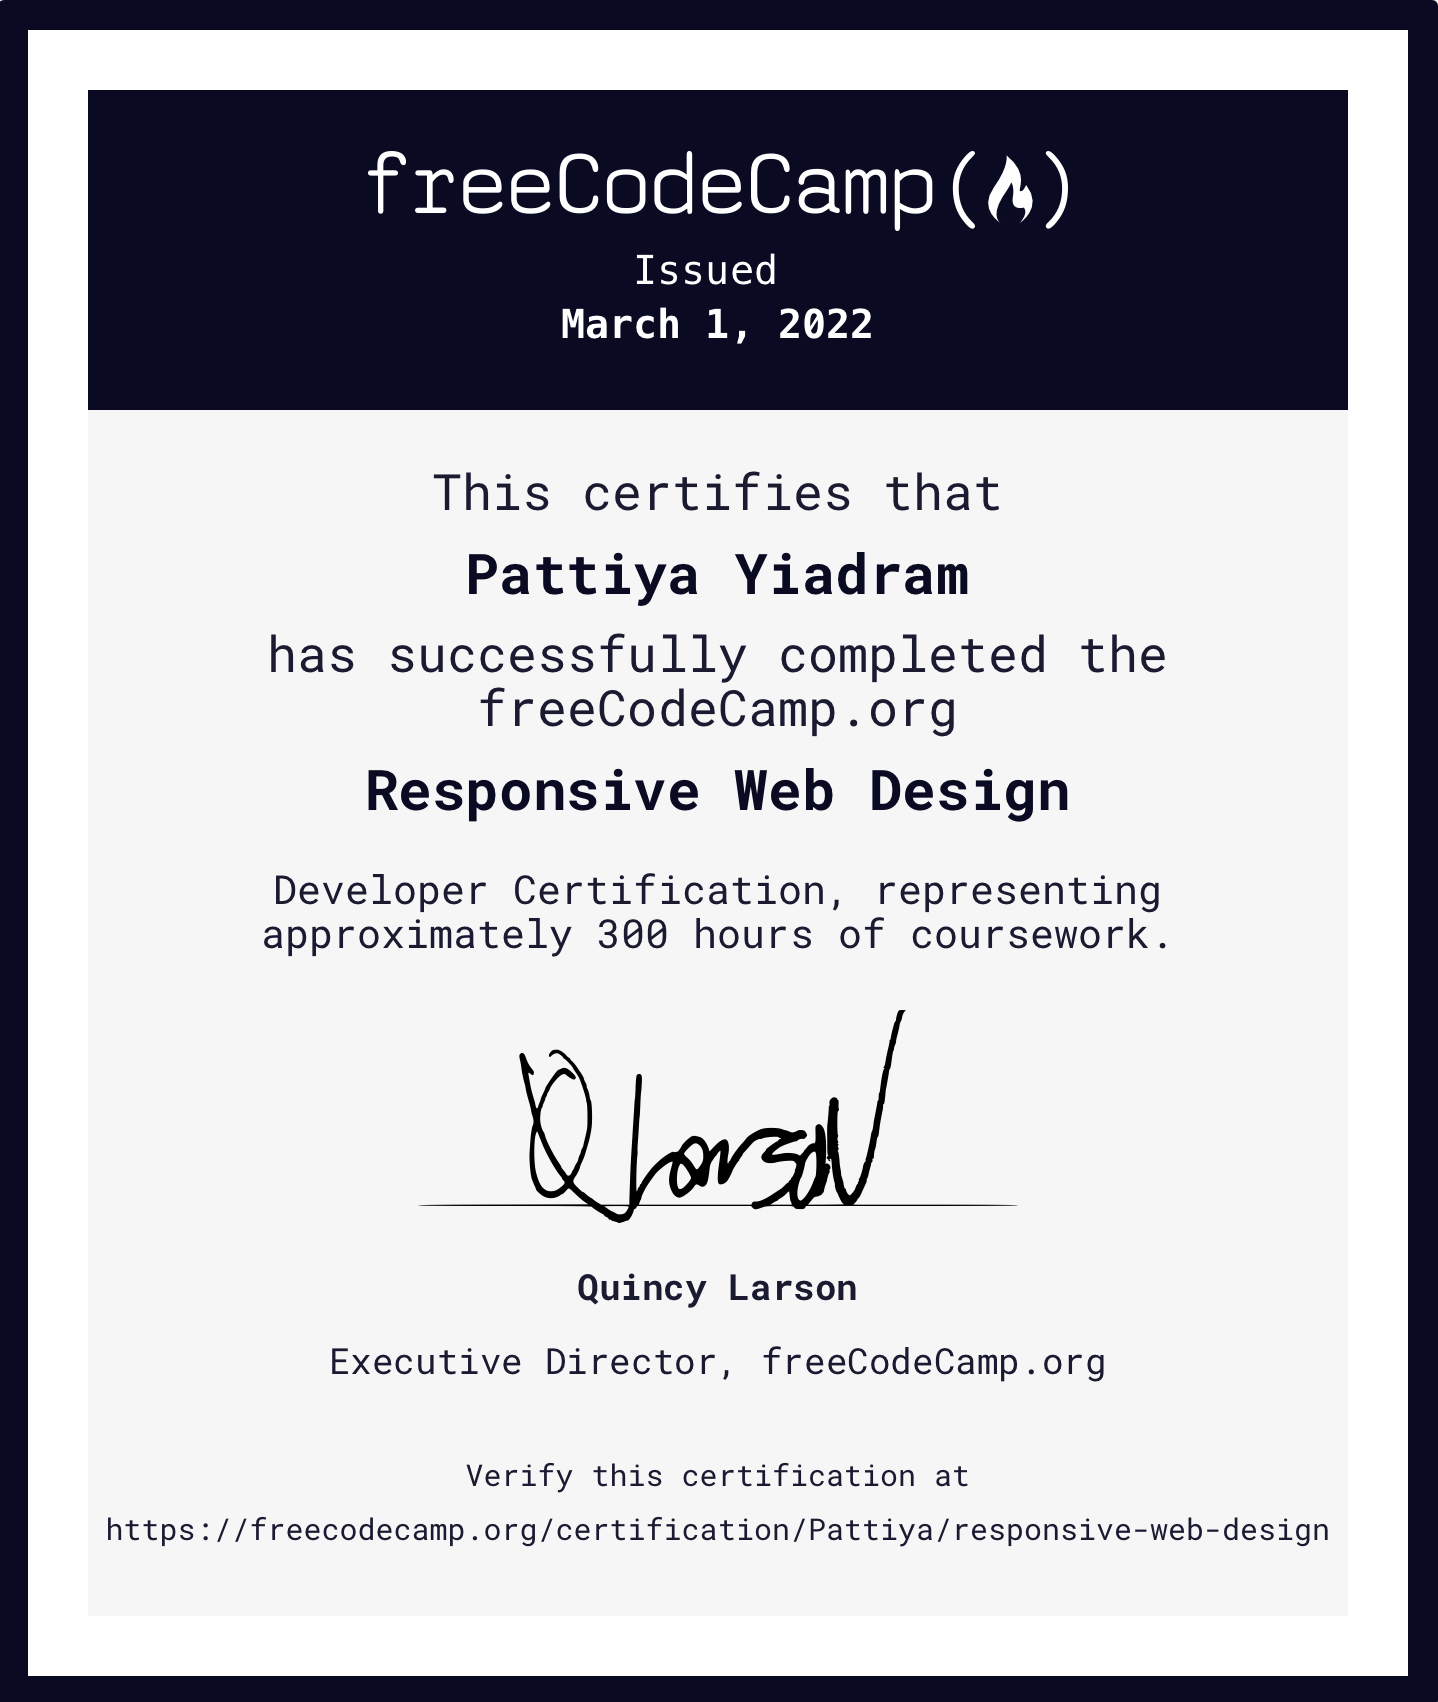 freeCodeCamp
Issued
March 1, 2022
This certifies that
Pattiya Yiadram
has successfully completed the
freeCodeCamp.org
Responsive Web Design
Developer Certification, representing
approximately 300 hours of coursework.
QLarson
Quincy Larson
Executive Director, freeCodeCamp.org
Verify this certification at
https://freecodecamp.org/certification/Pattiya/responsive-web-design